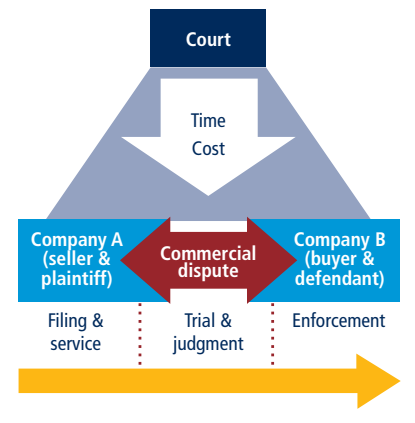 Court
Time
Cost
Company A
(seller &
plaintiff)
Commercial
dispute
Company B
(buyer &
defendant)
Filing &
service
Trial &
judgment
Enforcement